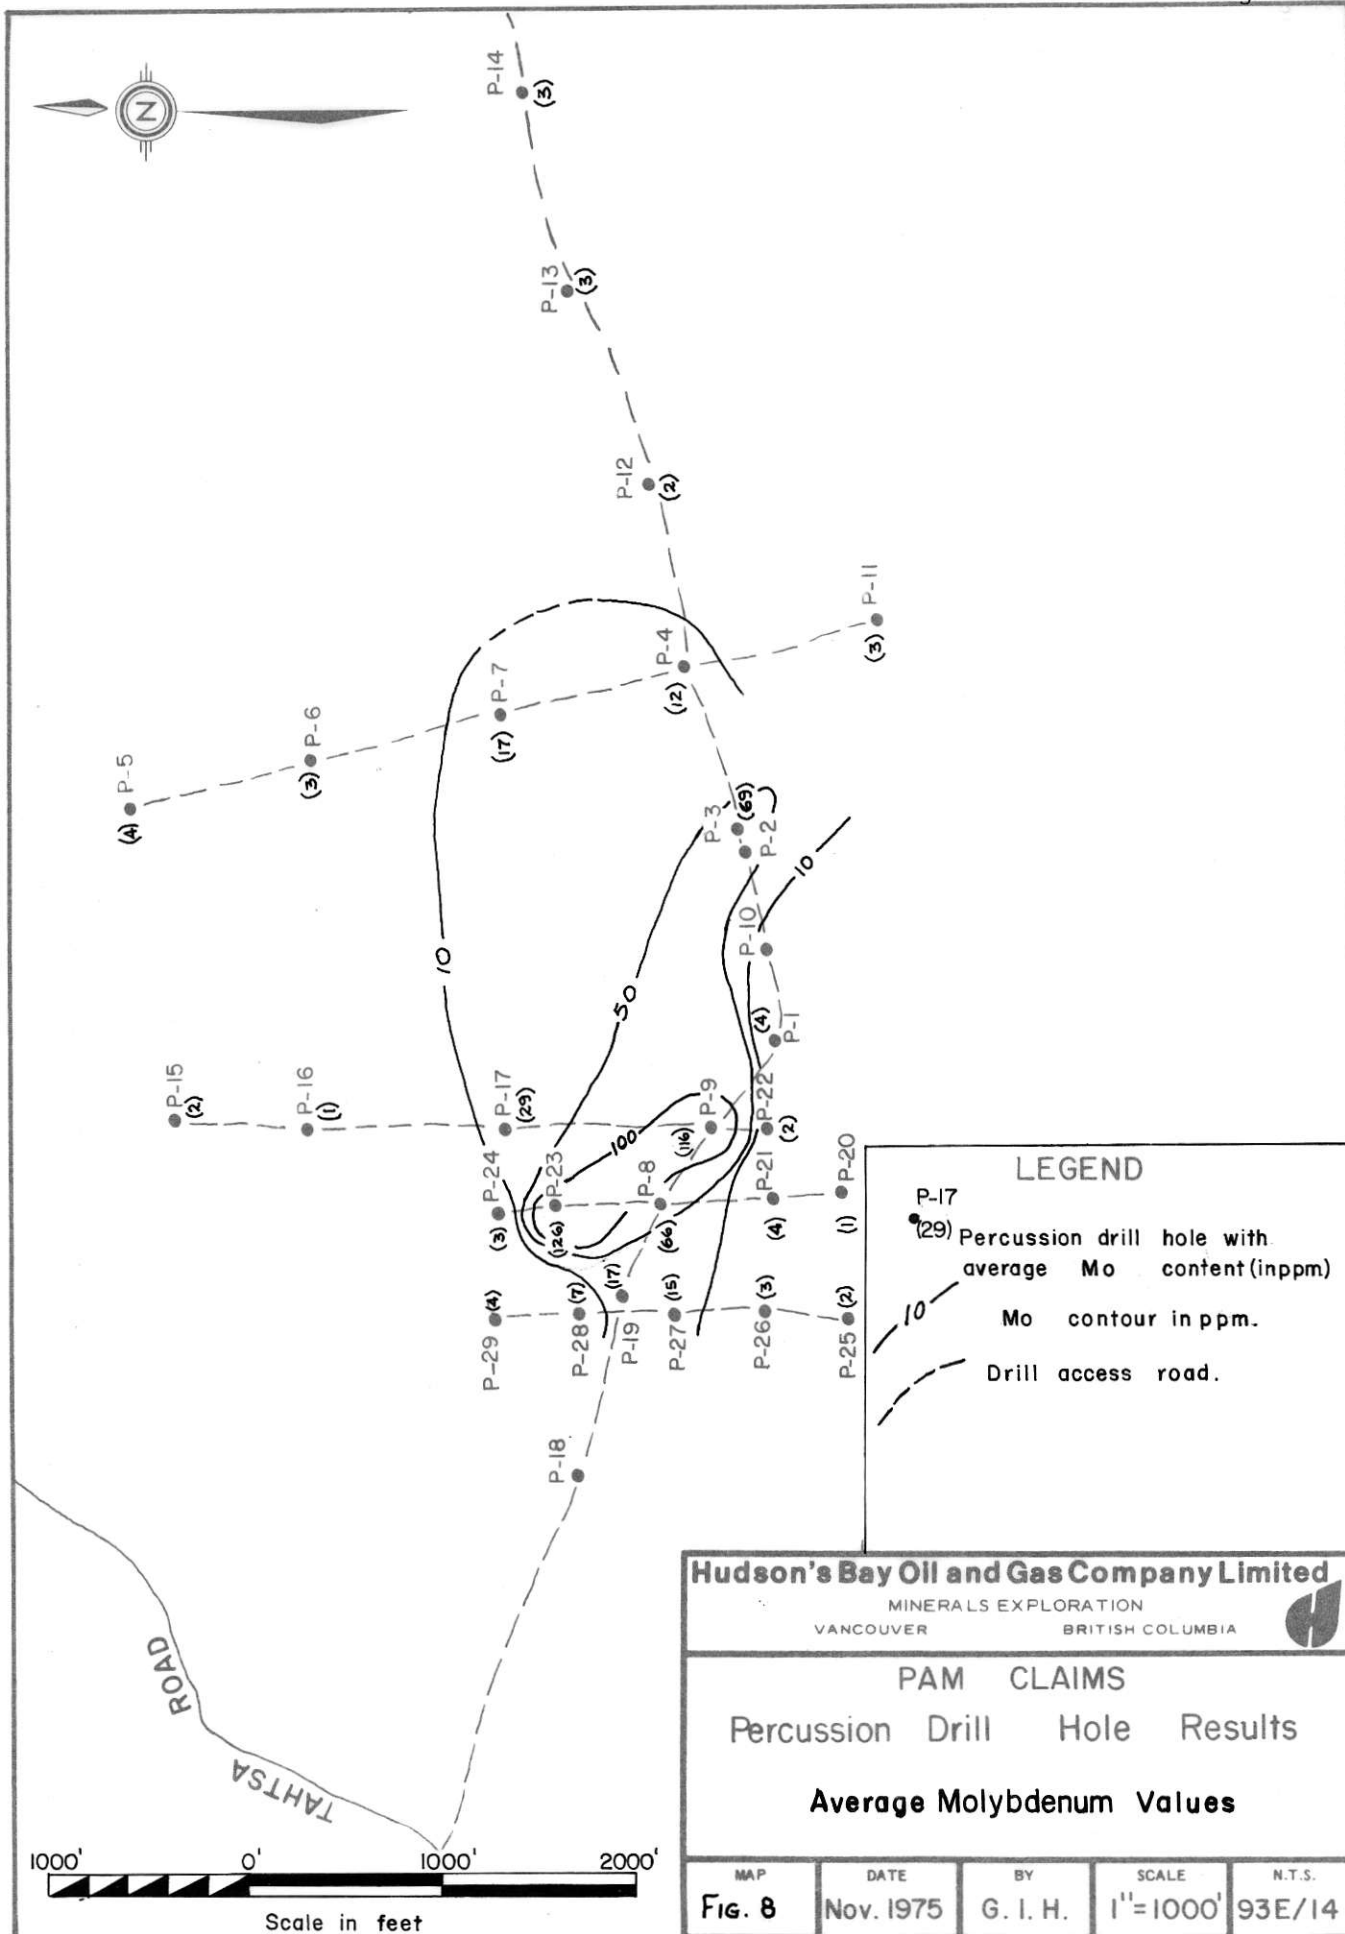 N
P-14
(3)
P-13
(3)
P-12
(2)
P-11
(3)
P-4
(12)
P-7
(17)
P-6
(3)
P-5
(4)
P-3
(69)
P-2
10
P-10
10
50
(4)
P-1
P-15
(2)
P-16
(1)
P-17
(29)
P-9
(116)
P-22
(2)
100
P-24
(3)
P-23
(126)
P-8
(66)
P-21
(4)
P-20
(1)
P-29
(4)
P-28
(7)
(17)
P-19
P-27
(15)
P-26
(3)
P-25
(2)
P-18
LEGEND
P-17
(29) Percussion drill hole with
average Mo content (in ppm)
10 Mo contour in ppm.
Drill access road.
TAHTSA ROAD
1000' 0' 1000' 2000'
Scale in feet
Hudson's Bay Oil and Gas Company Limited
MINERALS EXPLORATION
VANCOUVER BRITISH COLUMBIA
PAM CLAIMS
Percussion Drill Hole Results
Average Molybdenum Values
MAP DATE BY SCALE N.T.S.
FIG. 8 Nov. 1975 G. I. H. 1"=1000' 93E/14